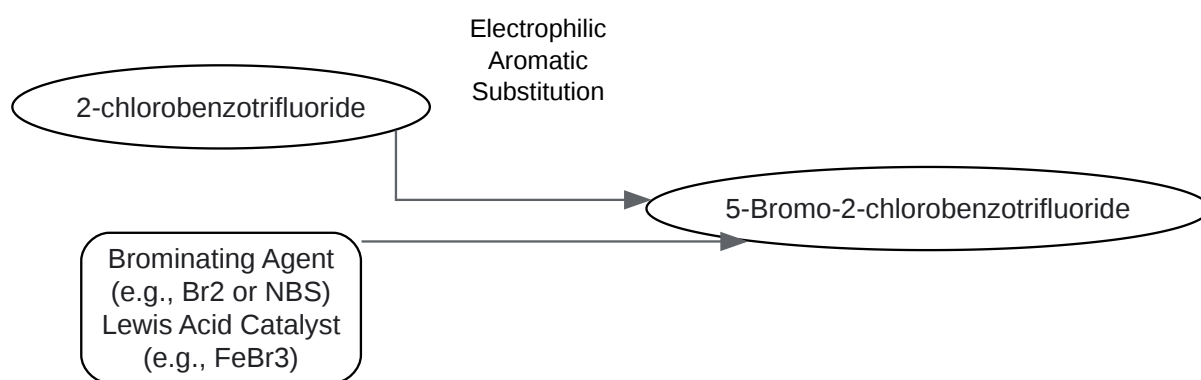 Electrophilic
Aromatic
Substitution
2-chlorobenzotrifluoride
5-Bromo-2-chlorobenzotrifluoride
Brominating Agent
(e.g., Br2 or NBS)
Lewis Acid Catalyst
(e.g., FeBr3)